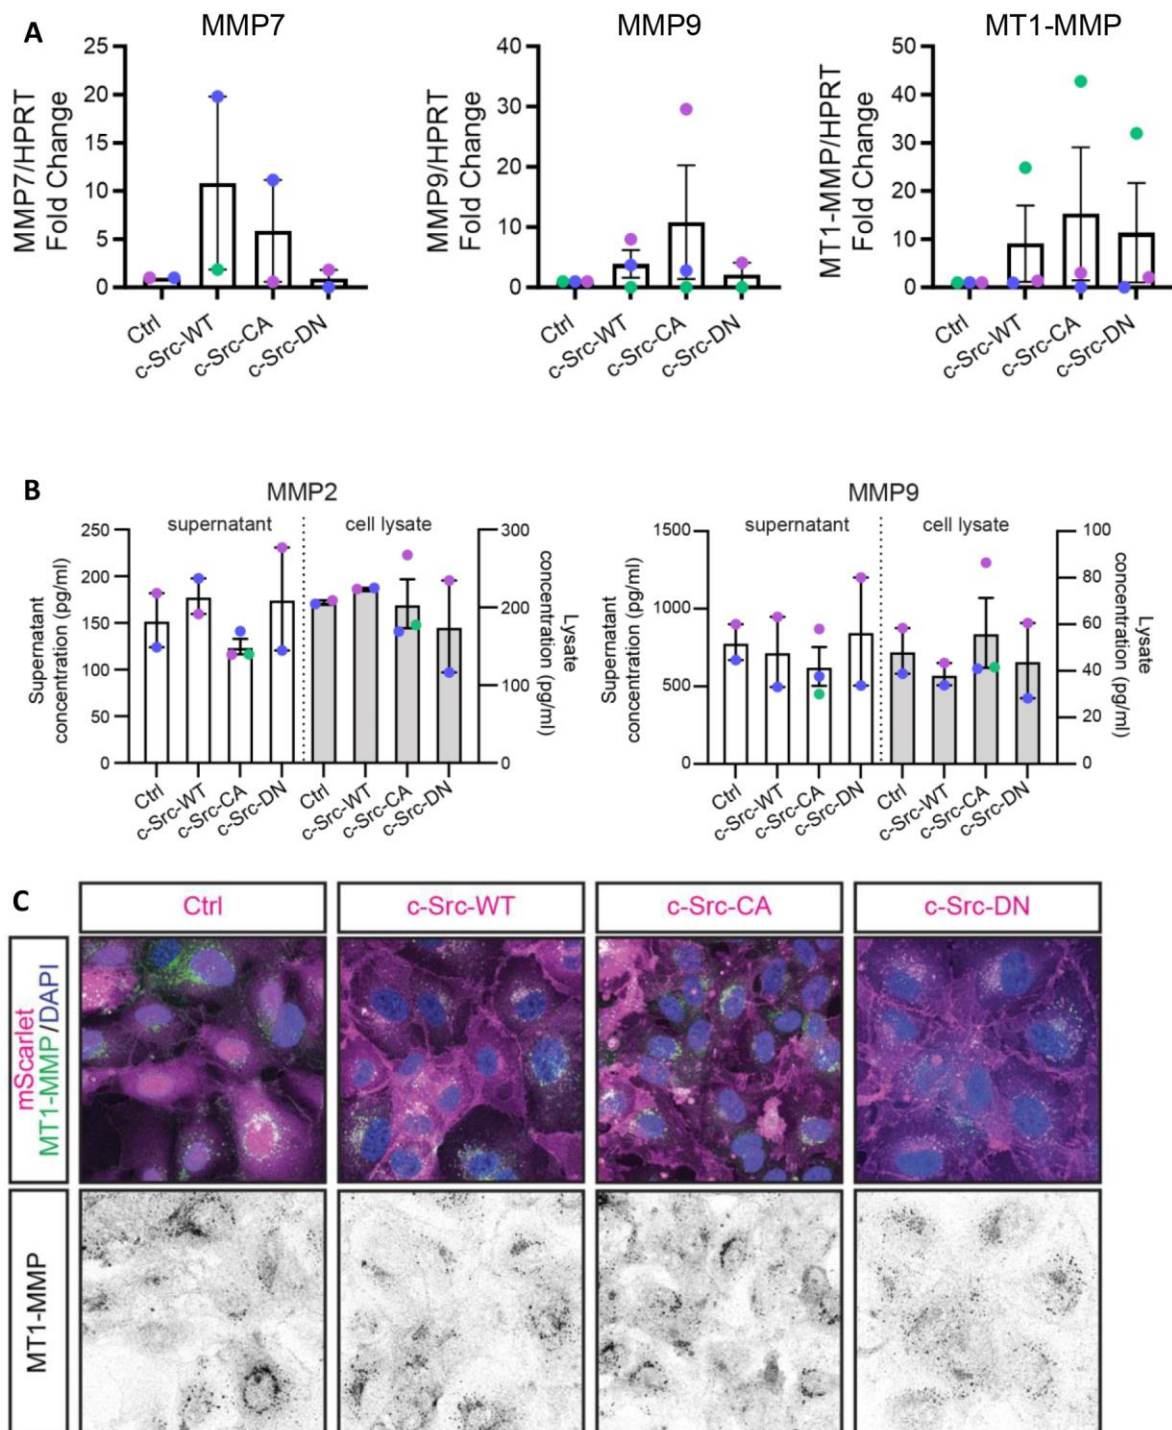 A
MMP7
MMP7/HPRT
Fold Change
25
20
15
10
5
0
Ctrl
c-Src-WT
c-Src-CA
c-Src-DN
MMP9
MMP9/HPRT
Fold Change
40
30
20
10
0
Ctrl
c-Src-WT
c-Src-CA
c-Src-DN
MT1-MMP
MT1-MMP/HPRT
Fold Change
50
40
30
20
10
0
Ctrl
c-Src-WT
c-Src-CA
c-Src-DN
B
MMP2
supernatant
cell lysate
Supernatant
concentration (pg/ml)
250
200
150
100
50
0
300
200
100
0
Lysate
concentration (pg/ml)
Ctrl
c-Src-WT
c-Src-CA
c-Src-DN
Ctrl
c-Src-WT
c-Src-CA
c-Src-DN
MMP9
supernatant
cell lysate
Supernatant
concentration (pg/ml)
1500
1000
500
0
100
80
60
40
20
0
Lysate
concentration (pg/ml)
Ctrl
c-Src-WT
c-Src-CA
c-Src-DN
Ctrl
c-Src-WT
c-Src-CA
c-Src-DN
C
Ctrl
c-Src-WT
c-Src-CA
c-Src-DN
mScarlet
MT1-MMP/DAPI
MT1-MMP